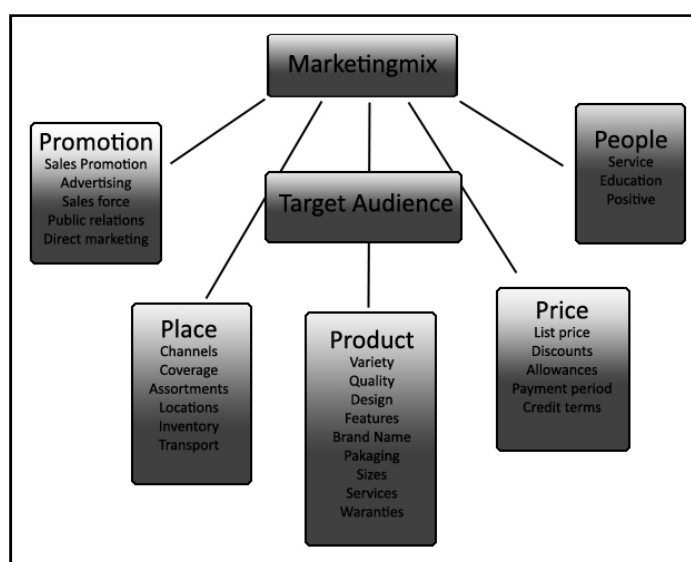 Marketingmix
Promotion
Sales Promotion
Advertising
Sales force
Public relations
Direct marketing
People
Service
Education
Positive
Target Audience
Place
Channels
Coverage
Assortments
Locations
Inventory
Transport
Product
Variety
Quality
Design
Features
Brand Name
Pakaging
Sizes
Services
Waranties
Price
List price
Discounts
Allowances
Payment period
Credit terms